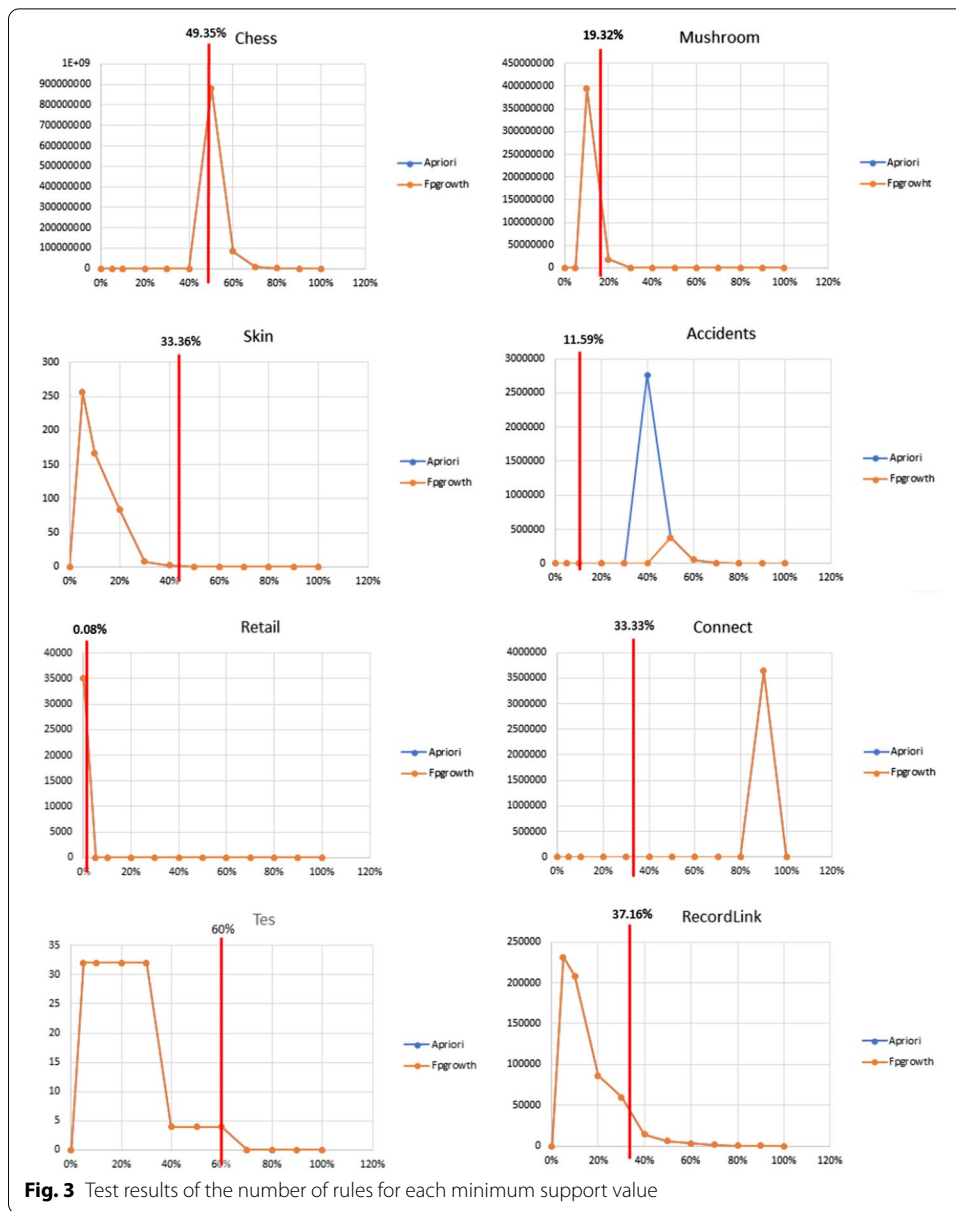 49.35%
Chess
1E+09
900000000
800000000
700000000
600000000
500000000
400000000
300000000
200000000
100000000
0
0% 20% 40% 60% 80% 100% 120%
Apriori
Fpgrowth
19.32%
Mushroom
450000000
400000000
350000000
300000000
250000000
200000000
150000000
100000000
50000000
0
0% 20% 40% 60% 80% 100% 120%
Apriori
Fpgrowht
33.36%
Skin
300
250
200
150
100
50
0
0% 20% 40% 60% 80% 100% 120%
Apriori
Fpgrowth
11.59%
Accidents
3000000
2500000
2000000
1500000
1000000
500000
0
0% 20% 40% 60% 80% 100% 120%
Apriori
Fpgrowth
0.08%
Retail
40000
35000
30000
25000
20000
15000
10000
5000
0
0% 20% 40% 60% 80% 100% 120%
Apriori
Fpgrowth
33.33%
Connect
4000000
3500000
3000000
2500000
2000000
1500000
1000000
500000
0
0% 20% 40% 60% 80% 100% 120%
Apriori
Fpgrowth
60%
Tes
35
30
25
20
15
10
5
0
0% 20% 40% 60% 80% 100% 120%
Apriori
Fpgrowth
37.16%
RecordLink
250000
200000
150000
100000
50000
0
0% 20% 40% 60% 80% 100% 120%
Apriori
Fpgrowth
Fig. 3 Test results of the number of rules for each minimum support value